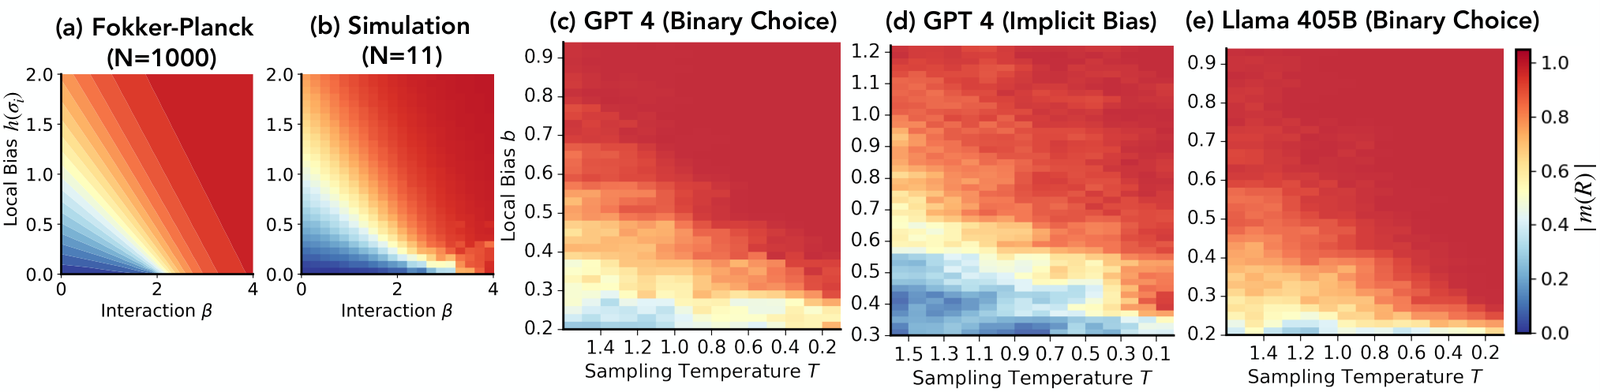 (a) Fokker-Planck
(N=1000)
2.0
1.5
1.0
0.5
0.0
Local Bias h(σᵢ)
0 2 4
Interaction β
(b) Simulation
(N=11)
2.0
1.5
1.0
0.5
0.0
0 2 4
Interaction β
(c) GPT 4 (Binary Choice)
0.9
0.8
0.7
0.6
0.5
0.4
0.3
0.2
Local Bias b
1.4 1.2 1.0 0.8 0.6 0.4 0.2
Sampling Temperature T
(d) GPT 4 (Implicit Bias)
1.2
1.1
1.0
0.9
0.8
0.7
0.6
0.5
0.4
0.3
1.5 1.3 1.1 0.9 0.7 0.5 0.3 0.1
Sampling Temperature T
(e) Llama 405B (Binary Choice)
0.9
0.8
0.7
0.6
0.5
0.4
0.3
0.2
1.4 1.2 1.0 0.8 0.6 0.4 0.2
Sampling Temperature T
1.0
0.8
0.6
0.4
0.2
0.0
|m(R)|